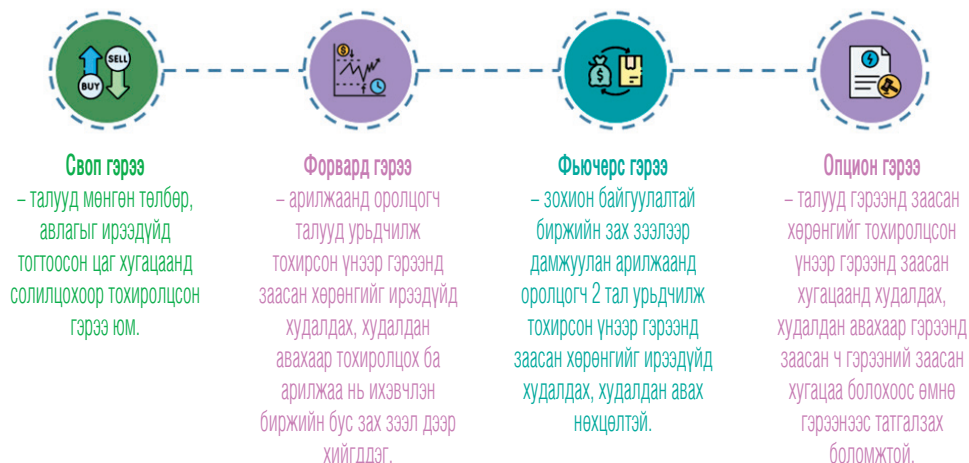 SELL
BUY
Своп гэрээ
– талууд мөнгөн төлбөр,
авлагыг ирээдүйд
тогтоосон цаг хугацаанд
солилцохоор тохиролцсон
гэрээ юм.
Форвард гэрээ
– арилжаанд оролцогч
талууд урьдчилж
тохирсон үнээр гэрээнд
заасан хөрөнгийг ирээдүйд
худалдах, худалдан
авахаар тохиролцох ба
арилжаа нь ихэвчлэн
биржийн бус зах зээл дээр
хийгддэг.
Фьючерс гэрээ
– зохион байгуулалтай
биржийн зах зээлээр
дамжуулан арилжаанд
оролцогч 2 тал урьдчилж
тохирсон үнээр гэрээнд
заасан хөрөнгийг ирээдүйд
худалдах, худалдан авах
нөхцөлтэй.
Опцион гэрээ
– талууд гэрээнд заасан
хөрөнгийг тохиролцсон
үнээр гэрээнд заасан
хугацаанд худалдах,
худалдан авахаар гэрээнд
заасан ч гэрээний заасан
хугацаа болохоос өмнө
гэрээнээс татгалзах
боломжтой.